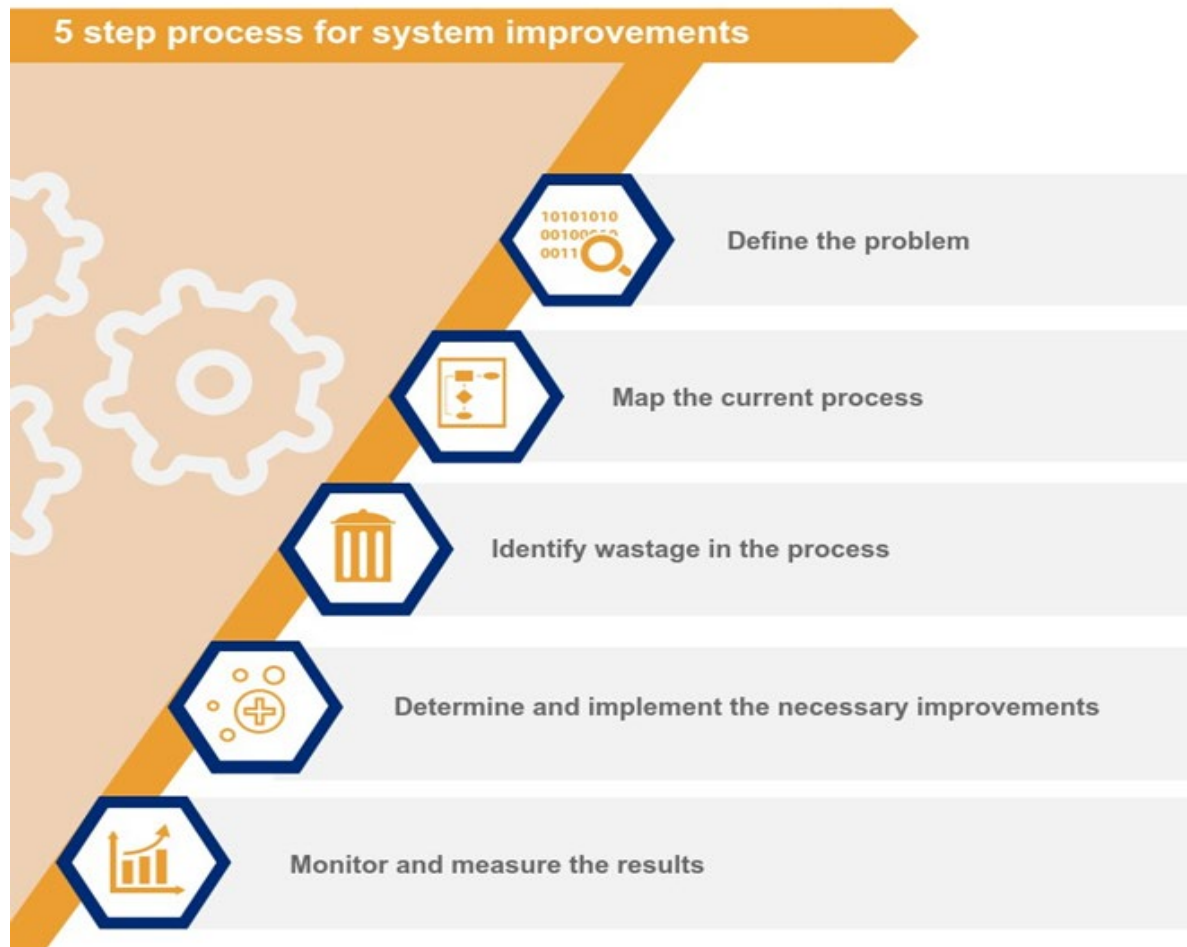 5 step process for system improvements
10101010
0011
Define the problem
Map the current process
Identify wastage in the process
Determine and implement the necessary improvements
Monitor and measure the results